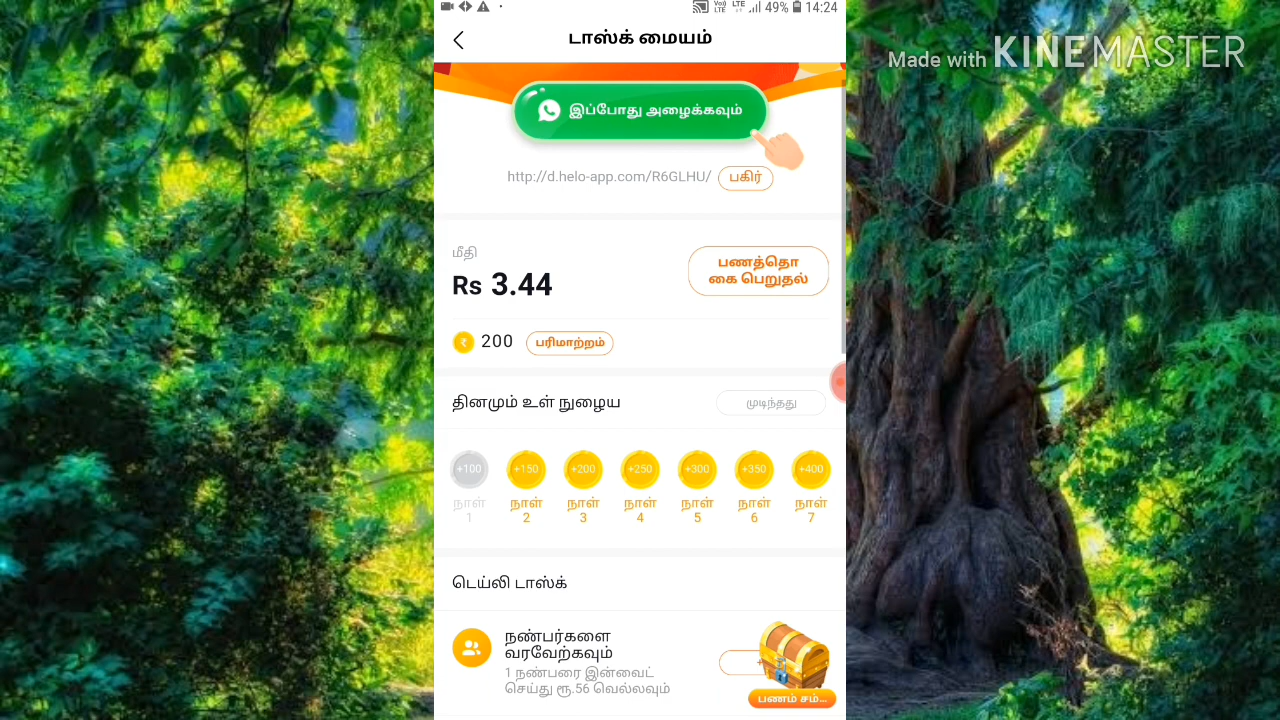 49% 14:24
டாஸ்க் மையம்
Made with KINEMASTER
இப்போது அழைக்கவும்
http://d.helo-app.com/R6GLHU/ பகிர்
மீதி
Rs 3.44
பணத்தொ
கை பெறுதல்
200 பரிமாற்றம்
தினமும் உள் நுழைய முடிந்தது
+100 +150 +200 +250 +300 +350 +400
நாள் நாள் நாள் நாள் நாள் நாள் நாள்
1 2 3 4 5 6 7
டெய்லி டாஸ்க்
நண்பர்களை
வரவேற்கவும்
1 நண்பரை இன்வைட்
செய்து ரூ.56 வெல்லவும்
பணம் சம்...